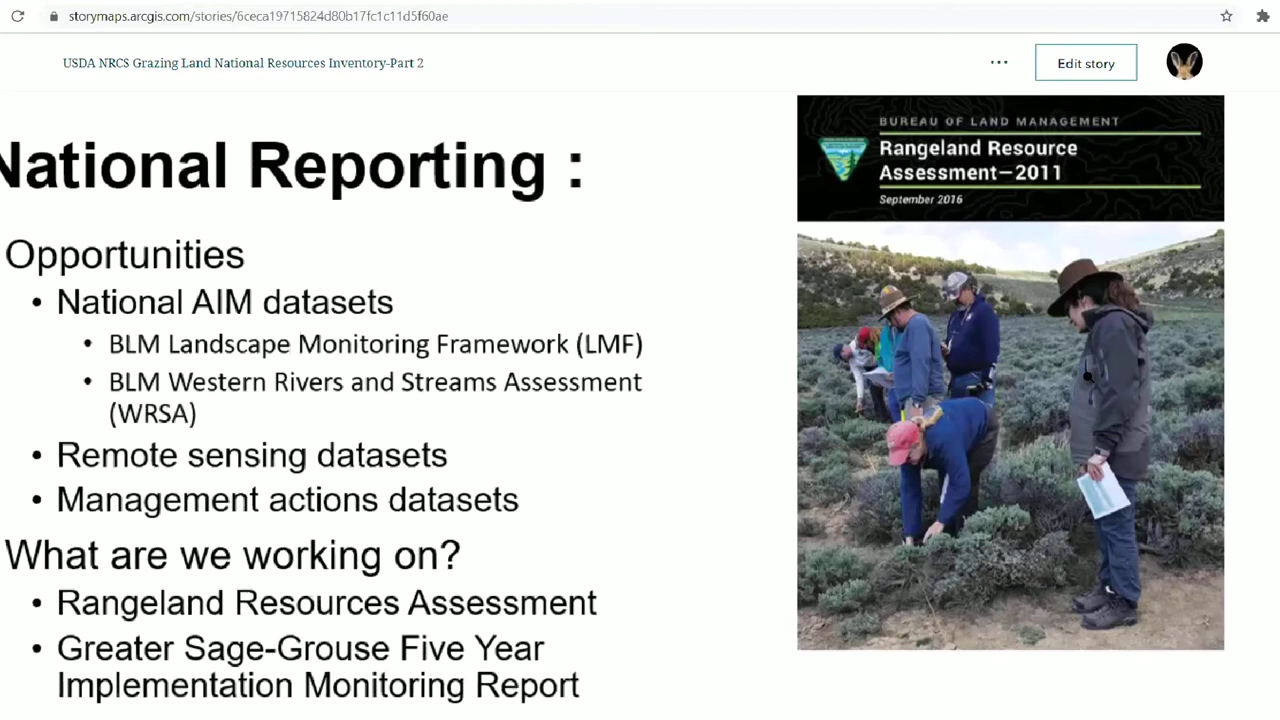 storymaps.arcgis.com/stories/6ceca19715824d80b17fc1c11d5f60ae
USDA NRCS Grazing Land National Resources Inventory-Part 2
Edit story
National Reporting :
Opportunities
• National AIM datasets
• BLM Landscape Monitoring Framework (LMF)
• BLM Western Rivers and Streams Assessment
(WRSA)
• Remote sensing datasets
• Management actions datasets
What are we working on?
• Rangeland Resources Assessment
• Greater Sage-Grouse Five Year
Implementation Monitoring Report
BUREAU OF LAND MANAGEMENT
Rangeland Resource
Assessment—2011
September 2016